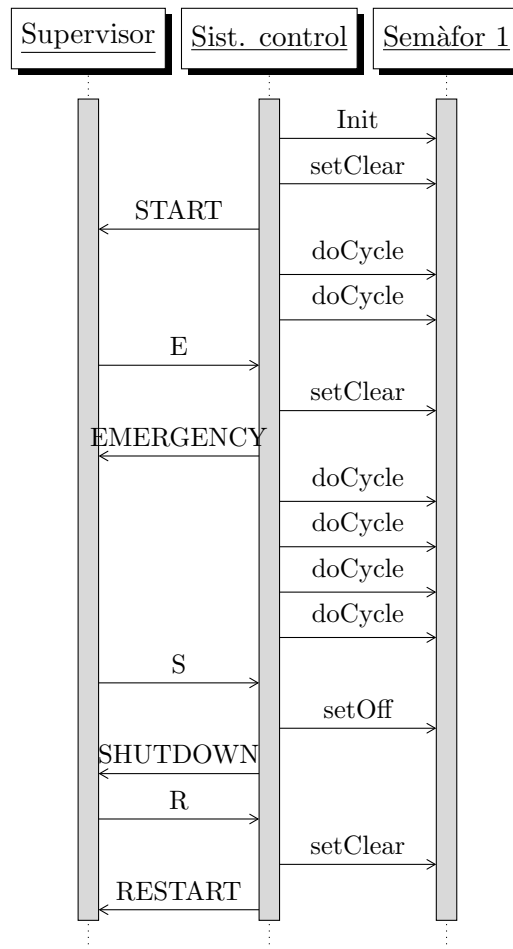 Supervisor
Sist. control
Semàfor 1
Init
setClear
START
doCycle
doCycle
E
setClear
EMERGENCY
doCycle
doCycle
doCycle
doCycle
S
setOff
SHUTDOWN
R
setClear
RESTART